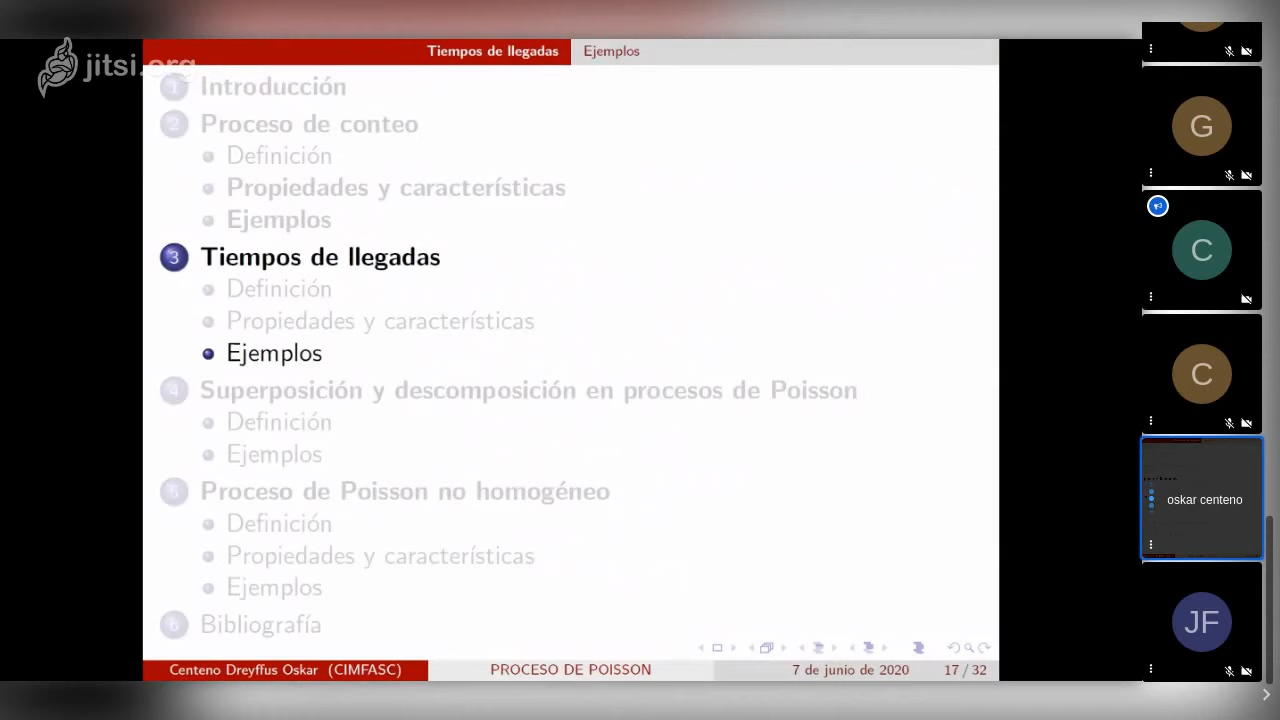 jitsi.org
Tiempos de llegadas Ejemplos
1 Introducción
2 Proceso de conteo
Definición
Propiedades y características
Ejemplos
3 Tiempos de llegadas
Definición
Propiedades y características
Ejemplos
4 Superposición y descomposición en procesos de Poisson
Definición
Ejemplos
5 Proceso de Poisson no homogéneo
Definición
Propiedades y características
Ejemplos
6 Bibliografía
Centeno Dreyffus Oskar (CIMFASC) PROCESO DE POISSON 7 de junio de 2020 17 / 32
G
C
C
oskar centeno
JF